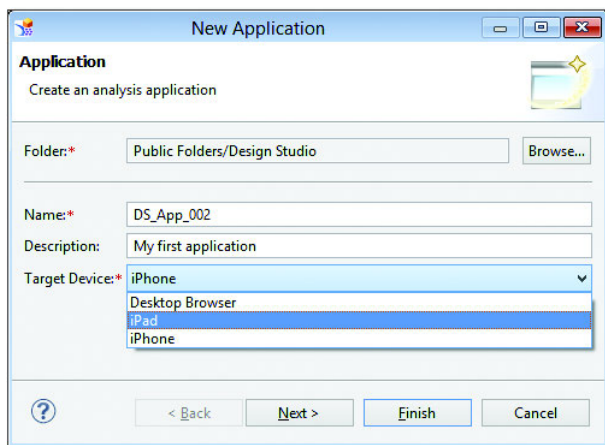 New Application
Application
Create an analysis application
Folder:* Public Folders/Design Studio Browse...
Name:* DS_App_002
Description: My first application
Target Device:* iPhone
Desktop Browser
iPad
iPhone
? < Back Next > Finish Cancel